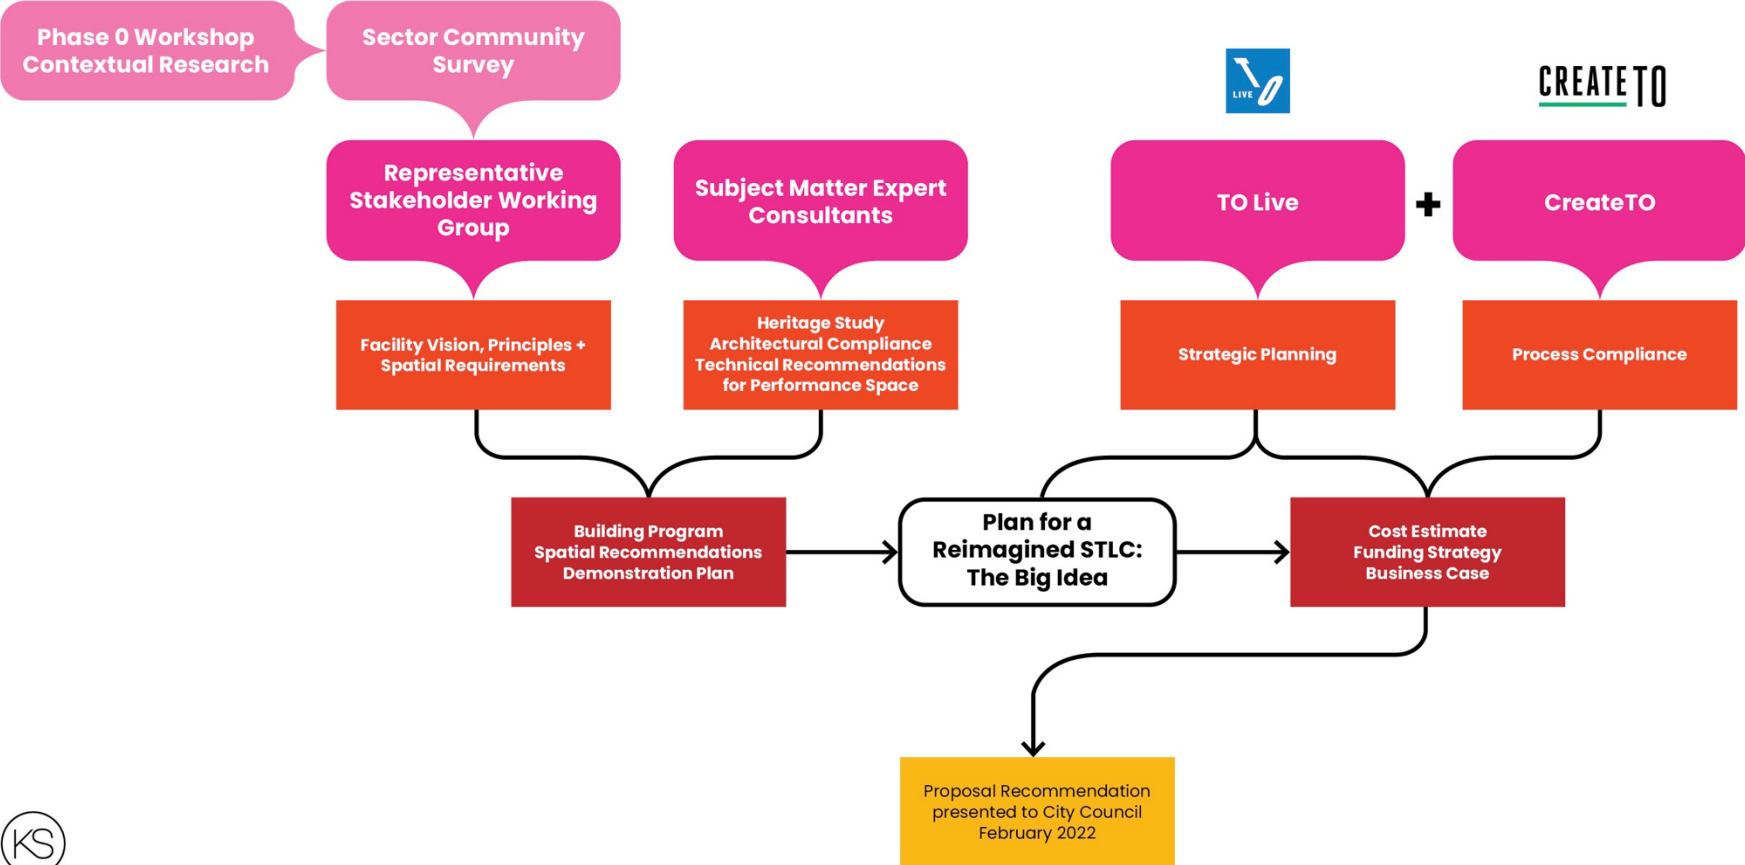 Phase 0 Workshop
Contextual Research
Sector Community
Survey
LIVE
TO
CREATETO
Representative
Stakeholder Working
Group
Subject Matter Expert
Consultants
TO Live
+
CreateTO
Facility Vision, Principles +
Spatial Requirements
Heritage Study
Architectural Compliance
Technical Recommendations
for Performance Space
Strategic Planning
Process Compliance
Building Program
Spatial Recommendations
Demonstration Plan
Plan for a
Reimagined STLC:
The Big Idea
Cost Estimate
Funding Strategy
Business Case
Proposal Recommendation
presented to City Council
February 2022
KS